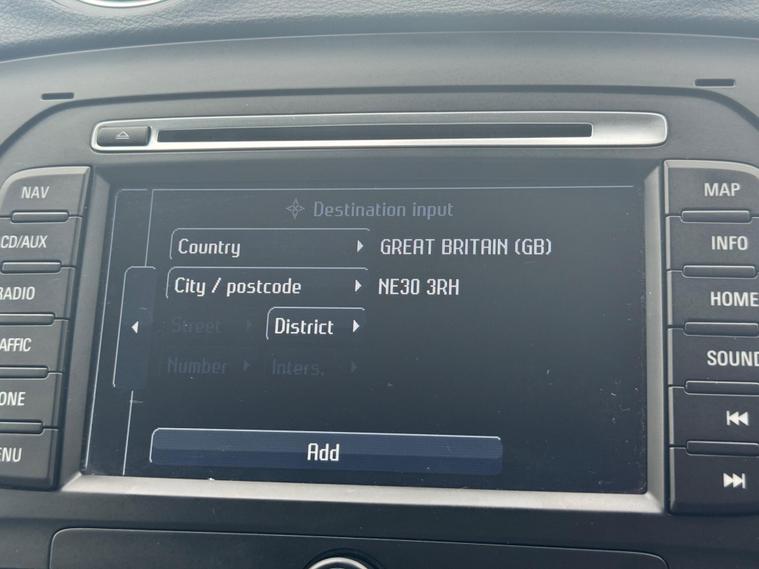 Destination input
Country GREAT BRITAIN (GB)
City / postcode NE30 3RH
Street District
Number Inters.
Add
NAV
CD/AUX
RADIO
AFFIC
ONE
ENU
MAP
INFO
HOME
SOUND